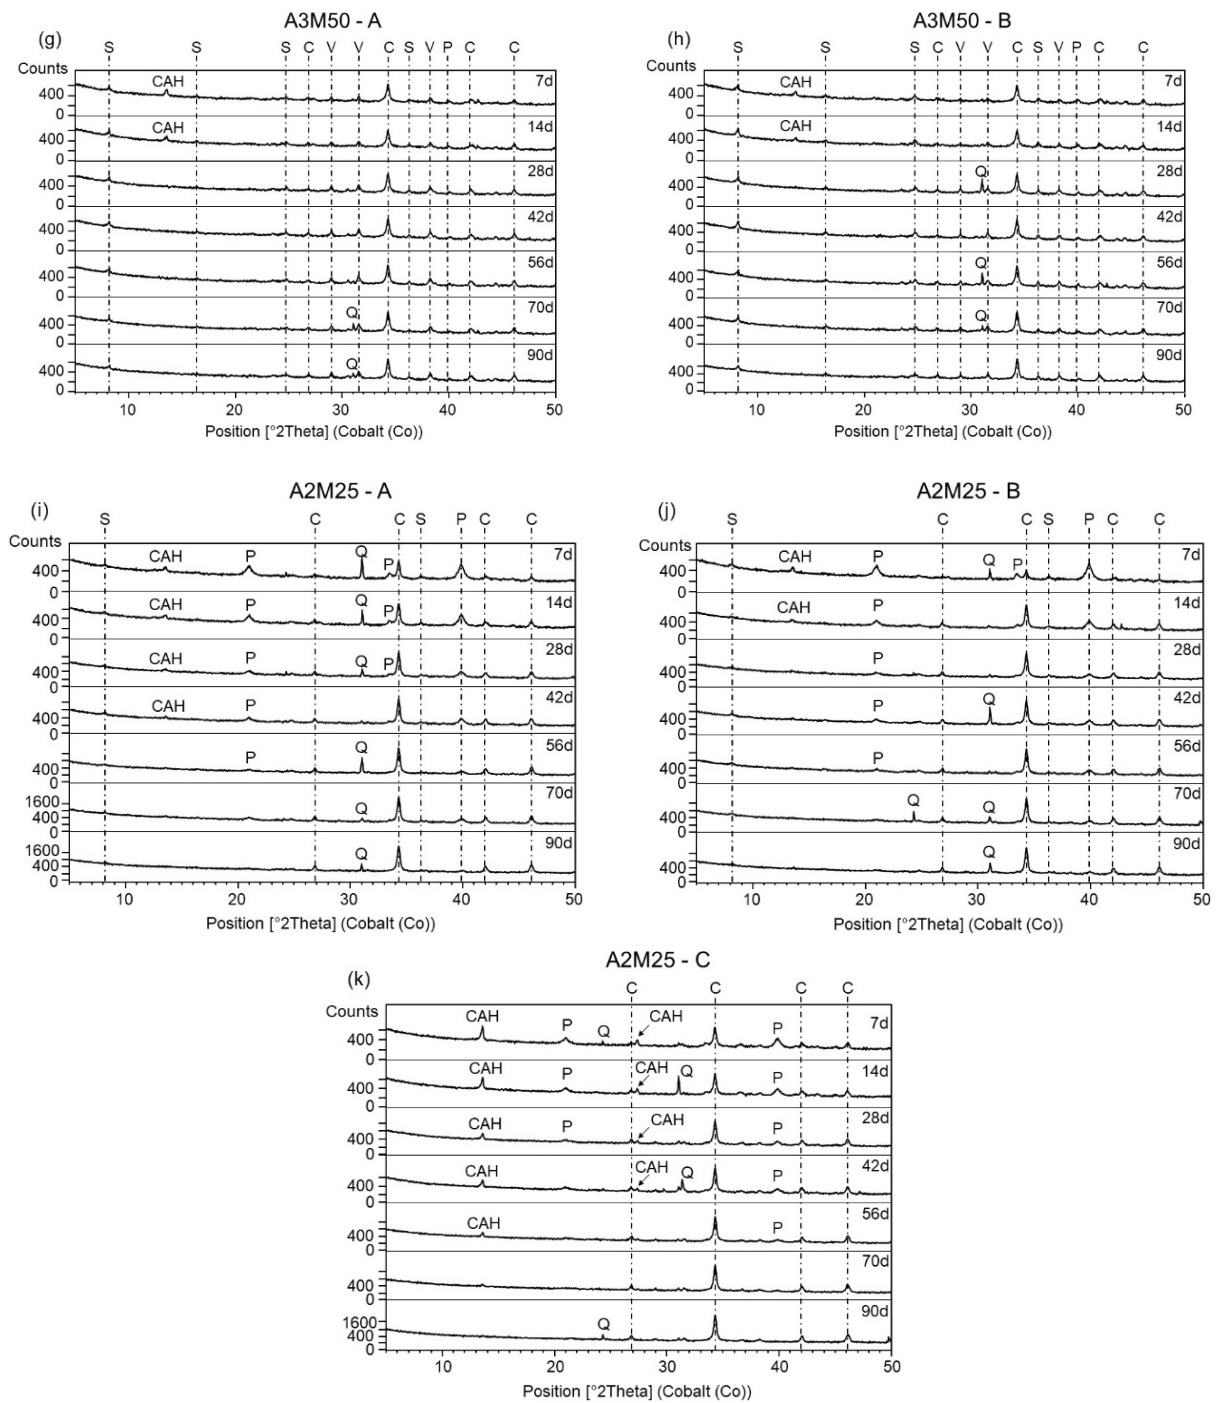 A3M50 - A
(g)
S S S C V V C S V P C C
Counts
CAH 7d
400
0
CAH 14d
400
0
28d
400
0
42d
400
0
56d
400
0
Q 70d
400
0
Q 90d
400
0
10 20 30 40 50
Position [°2Theta] (Cobalt (Co))
A3M50 - B
(h)
S S S C V V C S V P C C
Counts
CAH 7d
400
0
CAH 14d
400
0
Q 28d
400
0
42d
400
0
Q 56d
400
0
Q 70d
400
0
90d
400
0
10 20 30 40 50
Position [°2Theta] (Cobalt (Co))
A2M25 - A
(i)
S C C S P C C
Counts
CAH P Q P 7d
400
0
CAH P Q P 14d
400
0
CAH P Q P 28d
400
0
CAH P 42d
400
0
P Q 56d
400
0
Q 70d
1600
400
0
Q 90d
1600
400
0
10 20 30 40 50
Position [°2Theta] (Cobalt (Co))
A2M25 - B
(j)
S C C S P C C
Counts
CAH P Q P 7d
400
0
CAH P 14d
400
0
P 28d
400
0
P Q 42d
400
0
P 56d
400
0
Q Q 70d
400
0
Q 90d
400
0
10 20 30 40 50
Position [°2Theta] (Cobalt (Co))
A2M25 - C
(k)
C C C C
Counts
CAH P Q CAH P 7d
400
0
CAH P CAH Q P 14d
400
0
CAH P CAH P 28d
400
0
CAH CAH Q P 42d
400
0
CAH P 56d
400
0
70d
400
0
Q 90d
1600
400
0
10 20 30 40 50
Position [°2Theta] (Cobalt (Co))